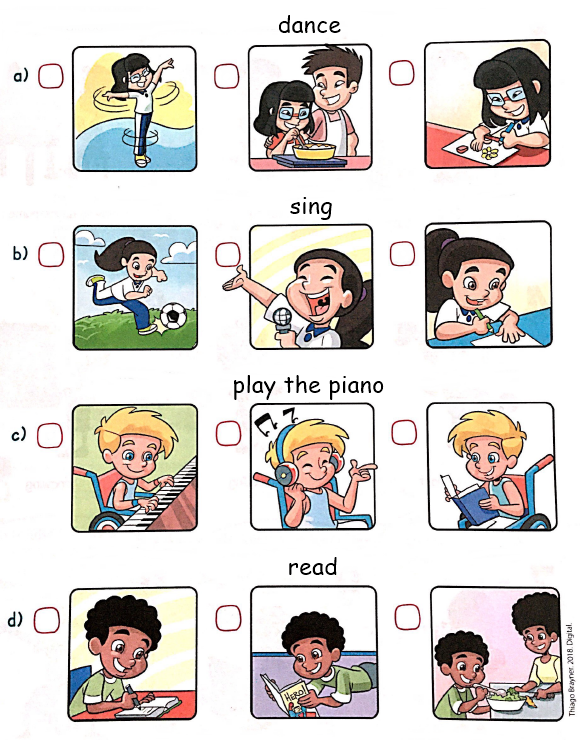 dance
a)
sing
b)
play the piano
c)
read
d)
HERO!
Thiago Brayner. 2018. Digital.